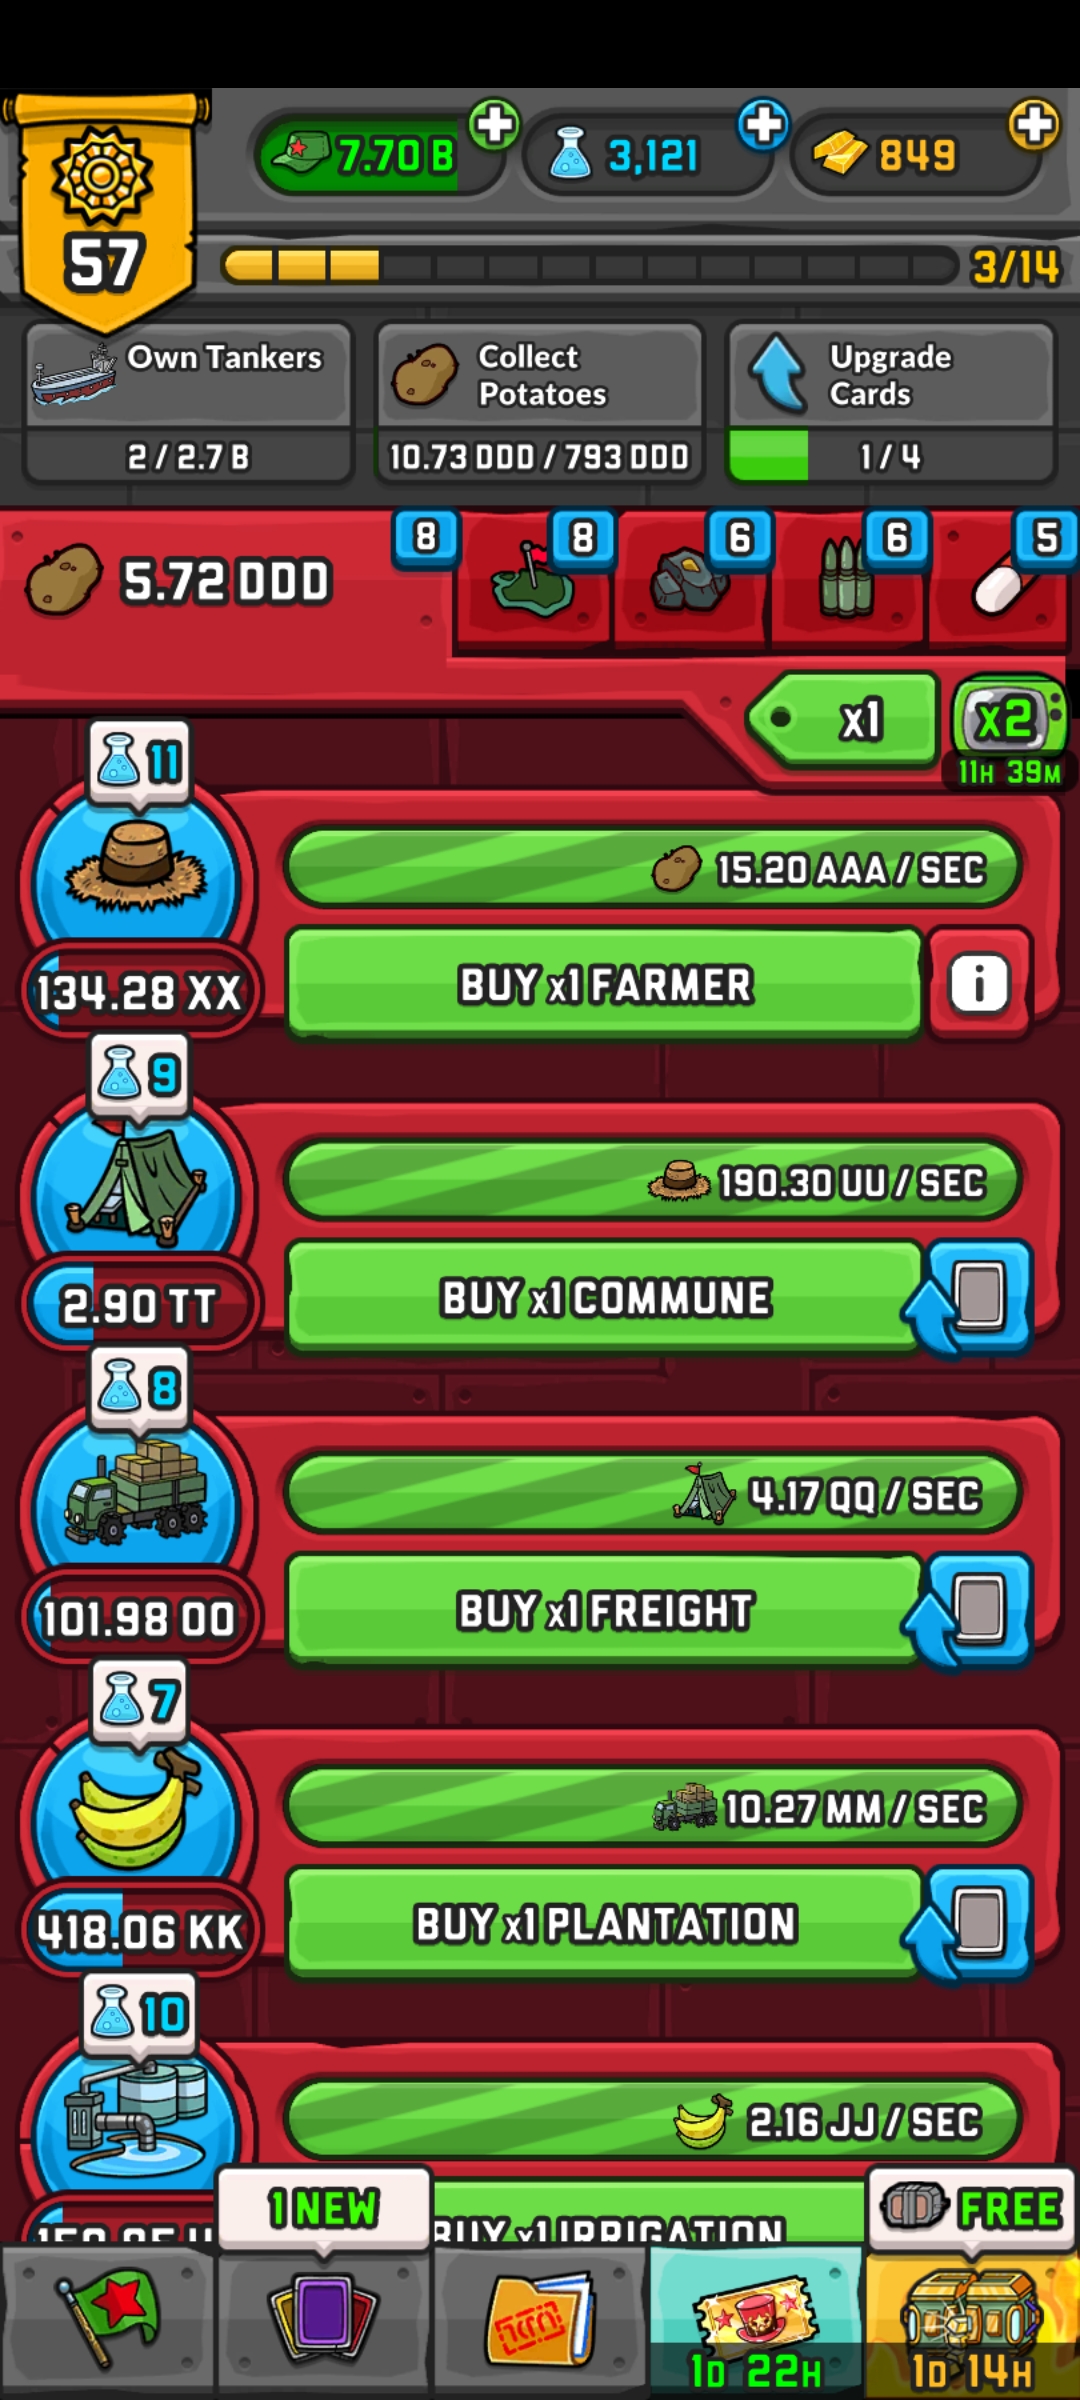 57
7.70 B
3,121
849
3/14
Own Tankers
2 / 2.7 B
Collect
Potatoes
10.73 DDD / 793 DDD
Upgrade
Cards
1 / 4
5.72 DDD
8
8
6
6
5
x1
x2
11H 39M
11
15.20 AAA / SEC
134.28 XX
BUY x1 FARMER
i
9
190.30 UU / SEC
2.90 TT
BUY x1 COMMUNE
8
4.17 QQ / SEC
101.98 OO
BUY x1 FREIGHT
7
10.27 MM / SEC
418.06 KK
BUY x1 PLANTATION
10
2.16 JJ / SEC
BUY x1 IRRIGATION
1 NEW
FREE
1D 22H
1D 14H